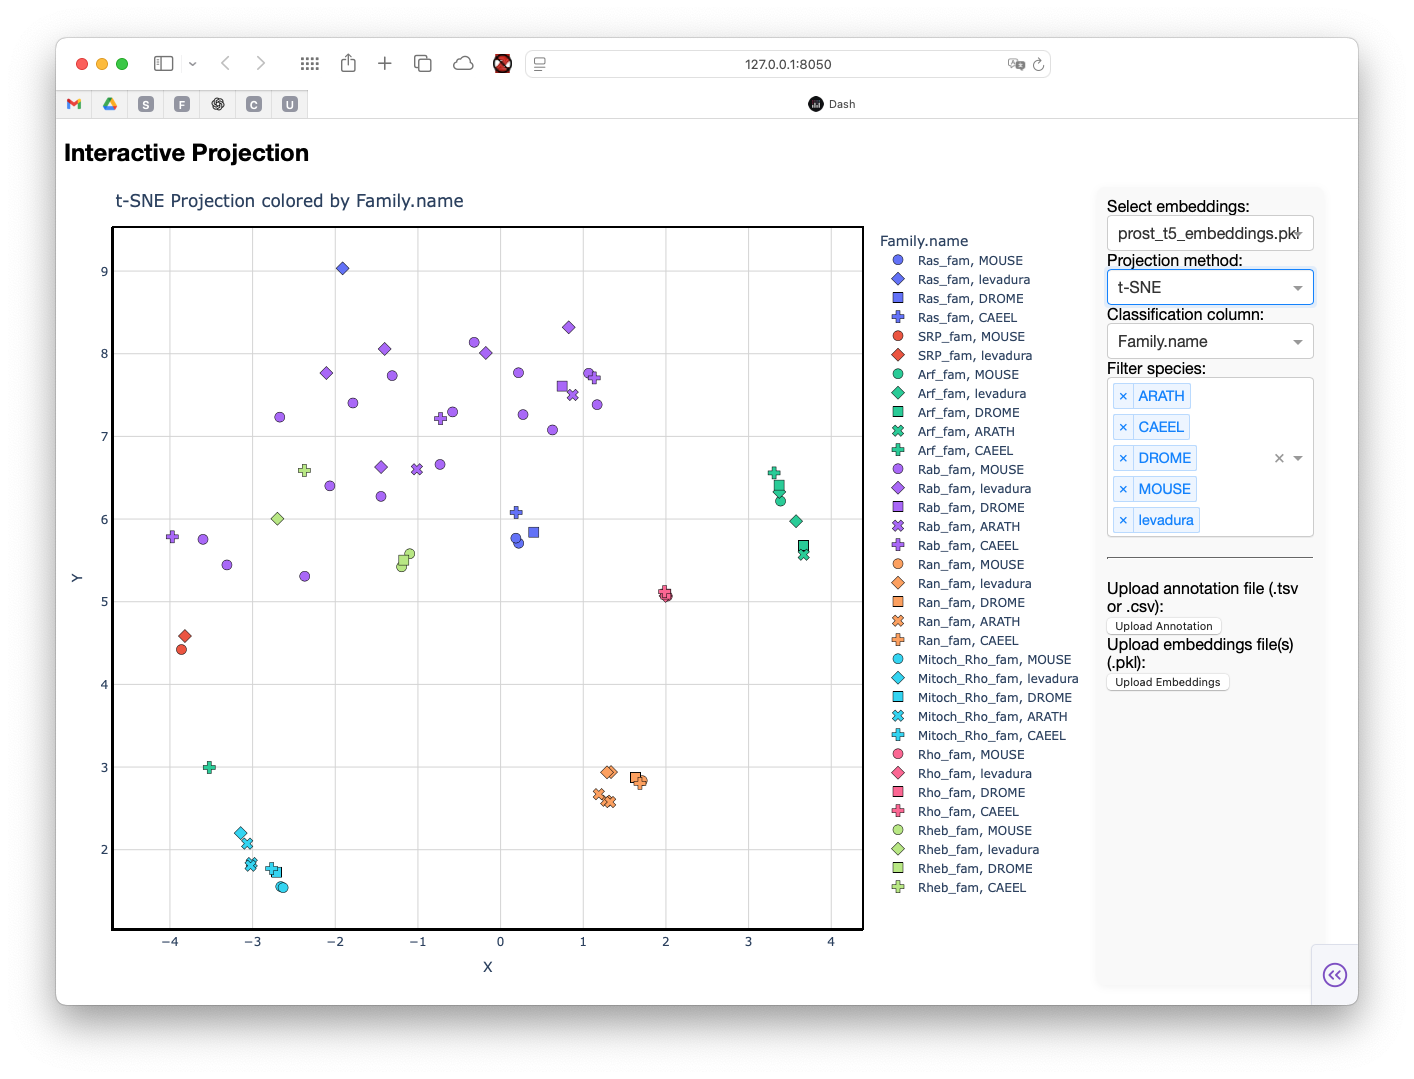 127.0.0.1:8050
S
F
C
U
Dash
Interactive Projection
t-SNE Projection colored by Family.name
9
8
7
6
5
4
3
2
Y
−4
−3
−2
−1
0
1
2
3
4
X
Family.name
Ras_fam, MOUSE
Ras_fam, levadura
Ras_fam, DROME
Ras_fam, CAEEL
SRP_fam, MOUSE
SRP_fam, levadura
Arf_fam, MOUSE
Arf_fam, levadura
Arf_fam, DROME
Arf_fam, ARATH
Arf_fam, CAEEL
Rab_fam, MOUSE
Rab_fam, levadura
Rab_fam, DROME
Rab_fam, ARATH
Rab_fam, CAEEL
Ran_fam, MOUSE
Ran_fam, levadura
Ran_fam, DROME
Ran_fam, ARATH
Ran_fam, CAEEL
Mitoch_Rho_fam, MOUSE
Mitoch_Rho_fam, levadura
Mitoch_Rho_fam, DROME
Mitoch_Rho_fam, ARATH
Mitoch_Rho_fam, CAEEL
Rho_fam, MOUSE
Rho_fam, levadura
Rho_fam, DROME
Rho_fam, CAEEL
Rheb_fam, MOUSE
Rheb_fam, levadura
Rheb_fam, DROME
Rheb_fam, CAEEL
Select embeddings:
prost_t5_embeddings.pkl
Projection method:
t-SNE
Classification column:
Family.name
Filter species:
× ARATH
× CAEEL
× DROME
× MOUSE
× levadura
Upload annotation file (.tsv
or .csv):
Upload Annotation
Upload embeddings file(s)
(.pkl):
Upload Embeddings